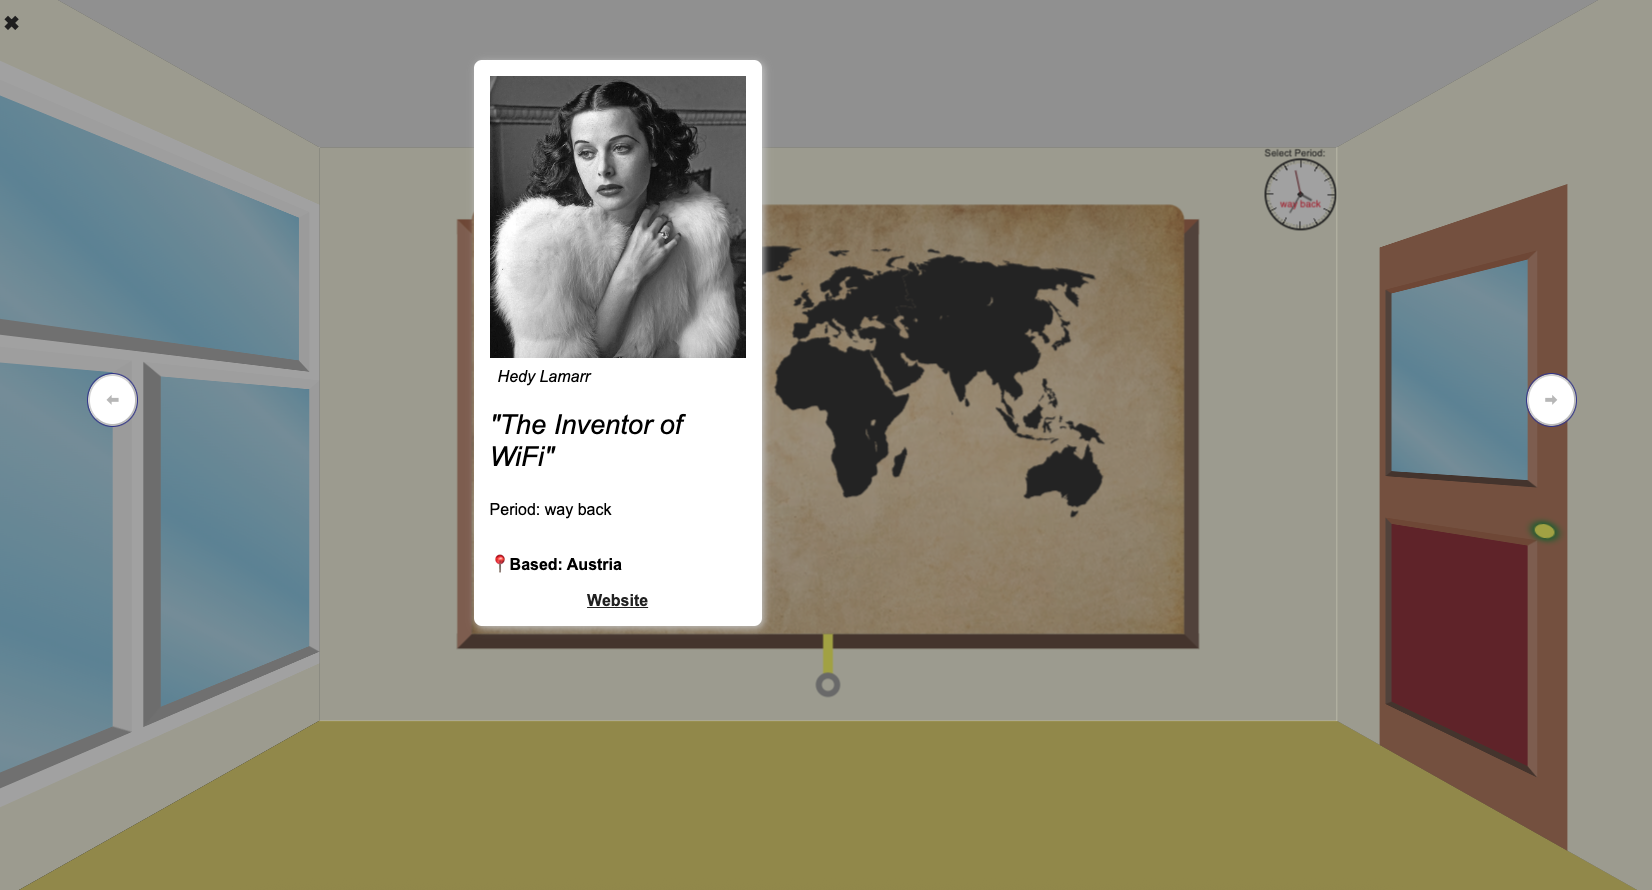 ✖
Select Period:
way back
Hedy Lamarr
"The Inventor of
WiFi"
Period: way back
📍Based: Austria
Website